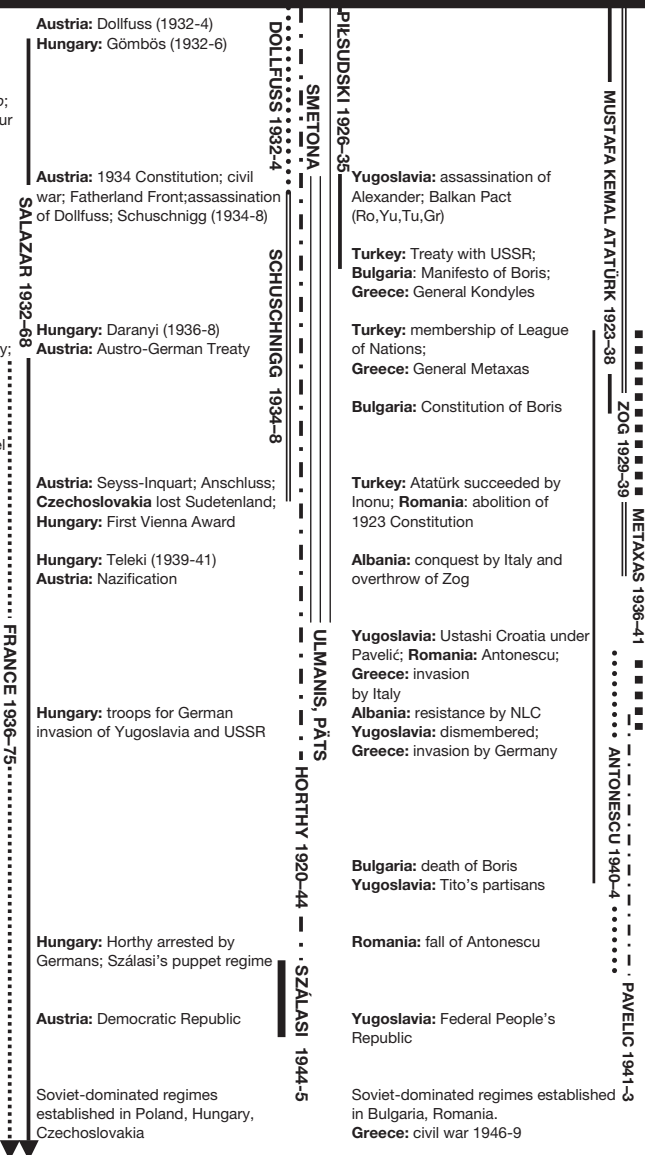 o;
ur
y;
el
SALAZAR 1932–68
FRANCE 1936–75
Austria: Dollfuss (1932-4)
Hungary: Gömbös (1932-6)
Austria: 1934 Constitution; civil
war; Fatherland Front;assassination
of Dollfuss; Schuschnigg (1934-8)
Hungary: Daranyi (1936-8)
Austria: Austro-German Treaty
Austria: Seyss-Inquart; Anschluss;
Czechoslovakia lost Sudetenland;
Hungary: First Vienna Award
Hungary: Teleki (1939-41)
Austria: Nazification
Hungary: troops for German
invasion of Yugoslavia and USSR
Hungary: Horthy arrested by
Germans; Szálasi's puppet regime
Austria: Democratic Republic
Soviet-dominated regimes
established in Poland, Hungary,
Czechoslovakia
DOLLFUSS 1932-4
SCHUSCHNIGG 1934–8
SMETONA
PIŁSUDSKI 1926–35
ULMANIS, PÄTS
HORTHY 1920–44
SZÁLASI 1944-5
Yugoslavia: assassination of
Alexander; Balkan Pact
(Ro,Yu,Tu,Gr)
Turkey: Treaty with USSR;
Bulgaria: Manifesto of Boris;
Greece: General Kondyles
Turkey: membership of League
of Nations;
Greece: General Metaxas
Bulgaria: Constitution of Boris
Turkey: Atatürk succeeded by
Inonu; Romania: abolition of
1923 Constitution
Albania: conquest by Italy and
overthrow of Zog
Yugoslavia: Ustashi Croatia under
Pavelić; Romania: Antonescu;
Greece: invasion
by Italy
Albania: resistance by NLC
Yugoslavia: dismembered;
Greece: invasion by Germany
Bulgaria: death of Boris
Yugoslavia: Tito's partisans
Romania: fall of Antonescu
Yugoslavia: Federal People's
Republic
Soviet-dominated regimes established
in Bulgaria, Romania.
Greece: civil war 1946-9
MUSTAFA KEMAL ATATÜRK 1923–38
ZOG 1929–39
METAXAS 1936–41
ANTONESCU 1940–4
PAVELIC 1941–3